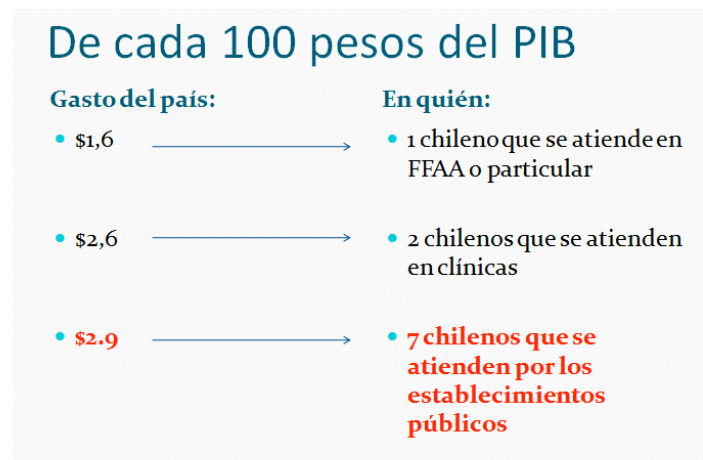 De cada 100 pesos del PIB
Gasto del país:
En quién:
• $1,6
• 1 chileno que se atiende en
FFAA o particular
• $2,6
• 2 chilenos que se atienden
en clínicas
• $2.9
• 7 chilenos que se
atienden por los
establecimientos
públicos